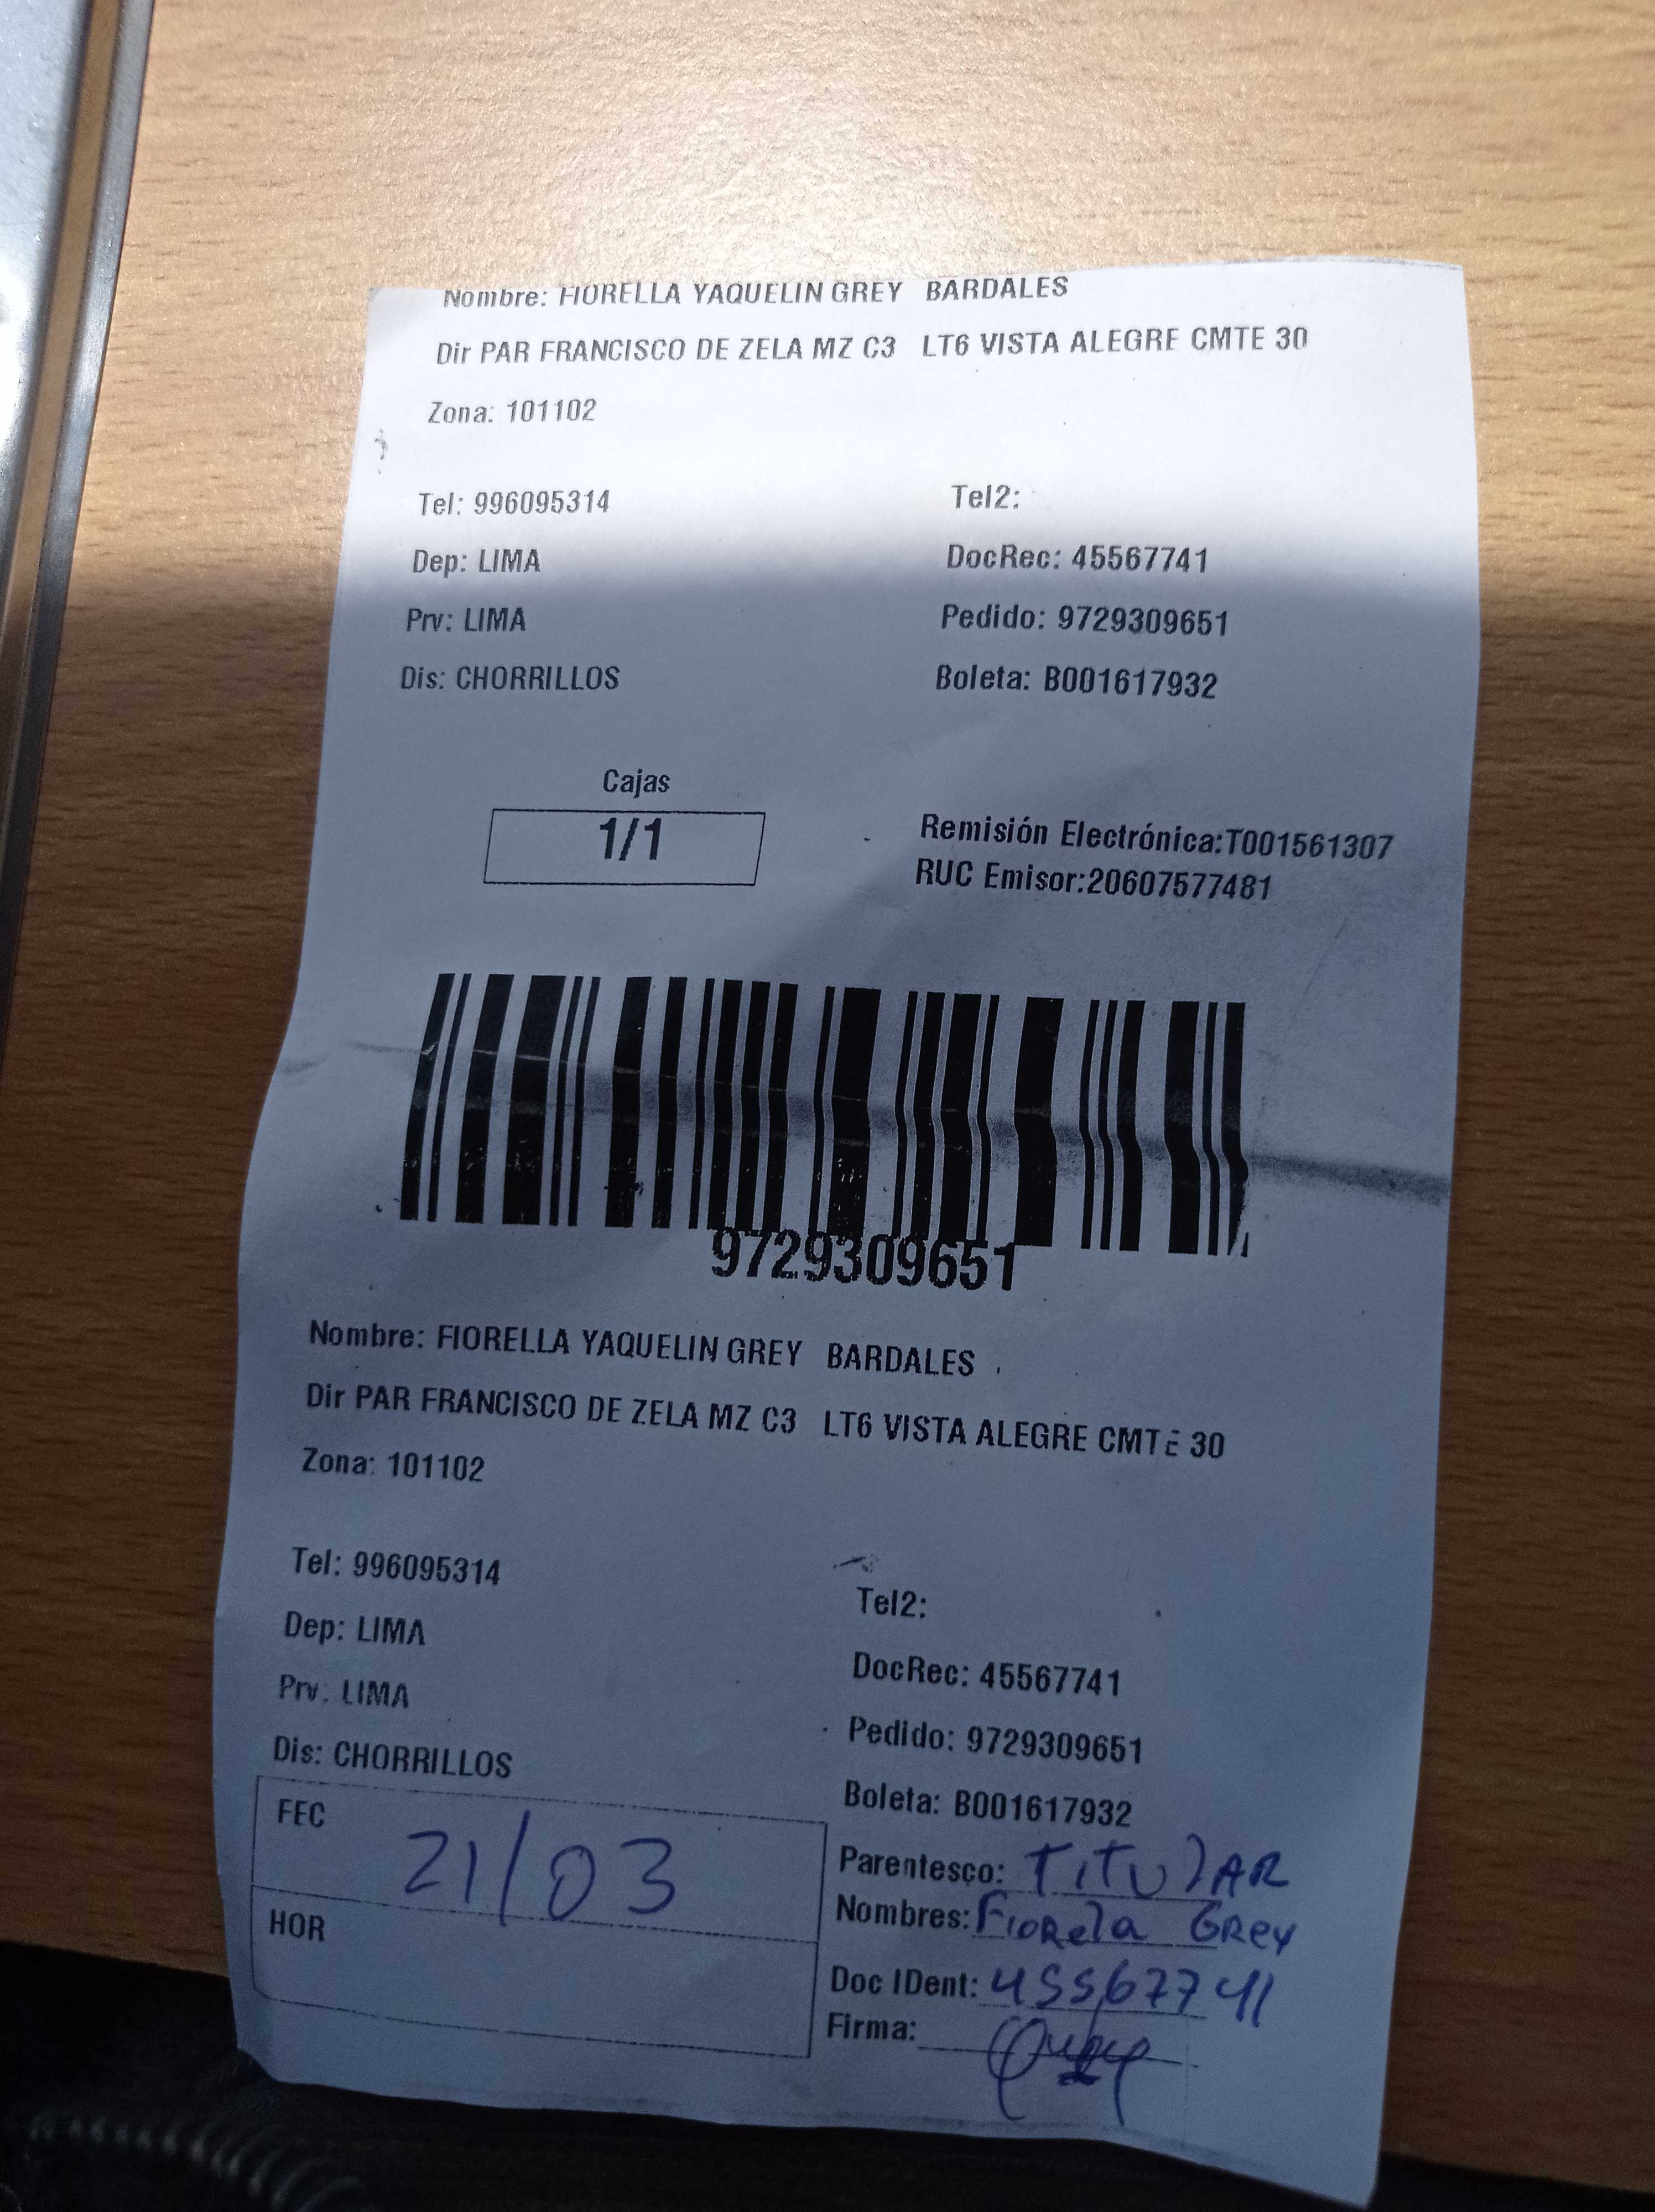 Nombre: FIORELLA YAQUELIN GREY BARDALES
Dir PAR FRANCISCO DE ZELA MZ C3 LT6 VISTA ALEGRE CMTE 30
Zona: 101102
Tel: 996095314 Tel2:
Dep: LIMA DocRec: 45567741
Prv: LIMA Pedido: 9729309651
Dis: CHORRILLOS Boleta: B001617932
Cajas
1/1
Remisión Electrónica:T001561307
RUC Emisor:20607577481
9729309651
Nombre: FIORELLA YAQUELIN GREY BARDALES
Dir PAR FRANCISCO DE ZELA MZ C3 LT6 VISTA ALEGRE CMTE 30
Zona: 101102
Tel: 996095314 Tel2:
Dep: LIMA DocRec: 45567741
Prv: LIMA Pedido: 9729309651
Dis: CHORRILLOS Boleta: B001617932
FEC 21/03
HOR
Parentesco: TITULAR
Nombres: Fiorela Grey
Doc IDent: 45567741
Firma: